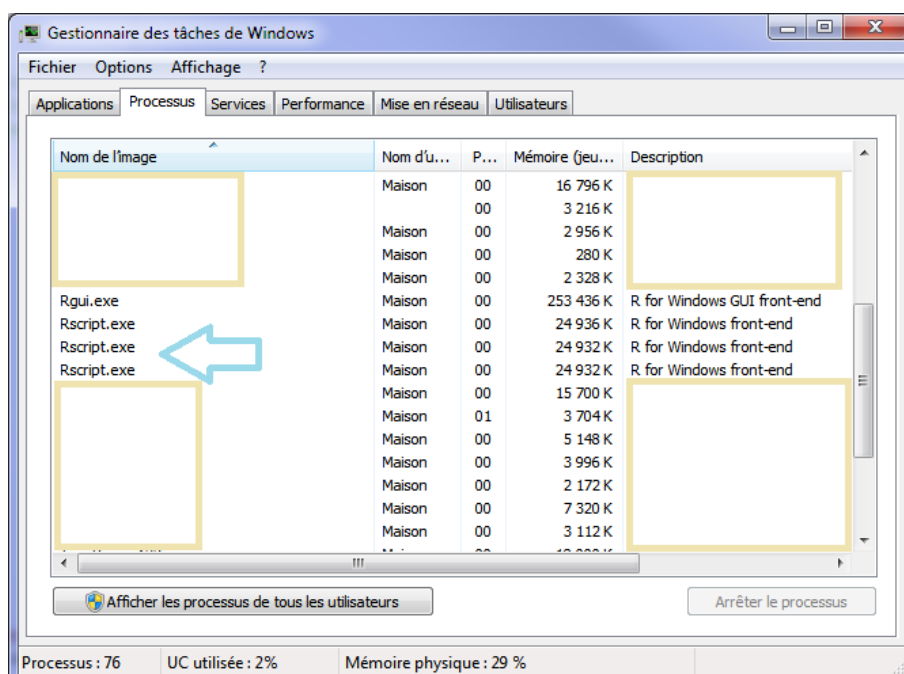 Gestionnaire des tâches de Windows
Fichier Options Affichage ?
Applications Processus Services Performance Mise en réseau Utilisateurs
Nom de l'image Nom d'u... P... Mémoire (jeu... Description
Maison 00 16 796 K
00 3 216 K
Maison 00 2 956 K
Maison 00 280 K
Maison 00 2 328 K
Rgui.exe Maison 00 253 436 K R for Windows GUI front-end
Rscript.exe Maison 00 24 936 K R for Windows front-end
Rscript.exe Maison 00 24 932 K R for Windows front-end
Rscript.exe Maison 00 24 932 K R for Windows front-end
Maison 00 15 700 K
Maison 01 3 704 K
Maison 00 5 148 K
Maison 00 3 996 K
Maison 00 2 172 K
Maison 00 7 320 K
Maison 00 3 112 K
Afficher les processus de tous les utilisateurs Arrêter le processus
Processus : 76 UC utilisée : 2% Mémoire physique : 29 %